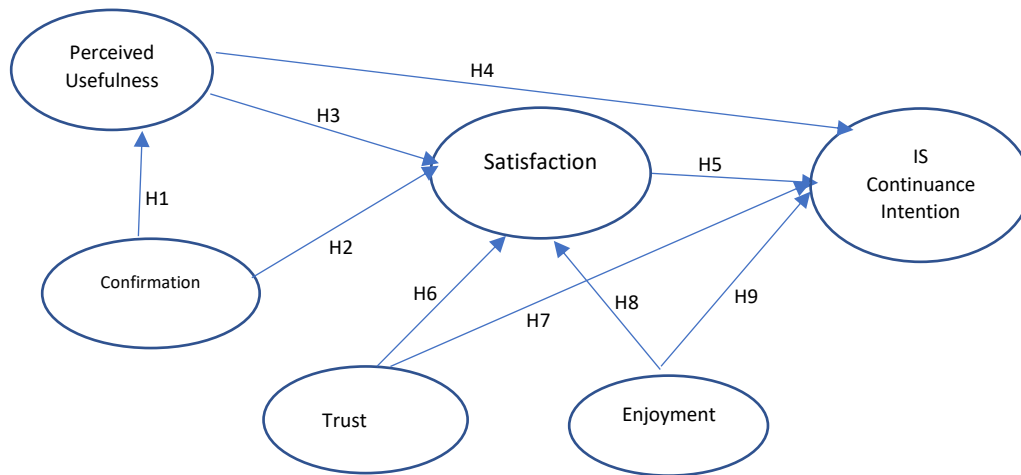 Perceived
Usefulness
H4
H3
Satisfaction
H5
IS
Continuance
Intention
H1
H2
Confirmation
H6
H7
H8
H9
Trust
Enjoyment